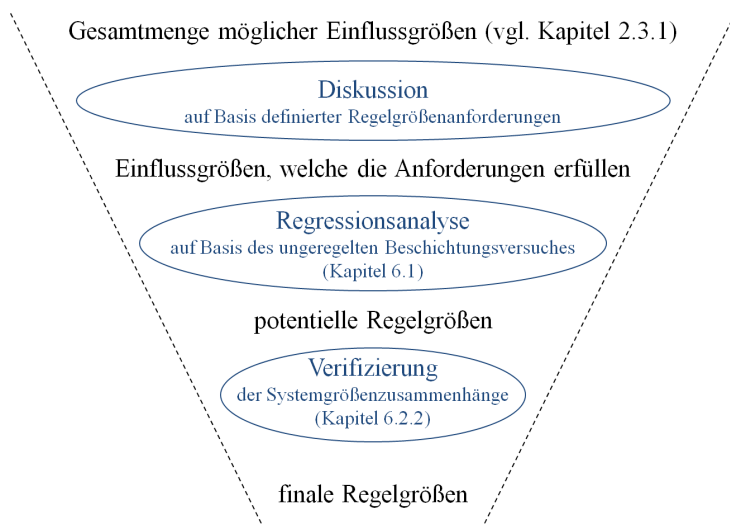 Gesamtmenge möglicher Einflussgrößen (vgl. Kapitel 2.3.1)
Diskussion
auf Basis definierter Regelgrößenanforderungen
Einflussgrößen, welche die Anforderungen erfüllen
Regressionsanalyse
auf Basis des ungeregelten Beschichtungsversuches
(Kapitel 6.1)
potentielle Regelgrößen
Verifizierung
der Systemgrößenzusammenhänge
(Kapitel 6.2.2)
finale Regelgrößen